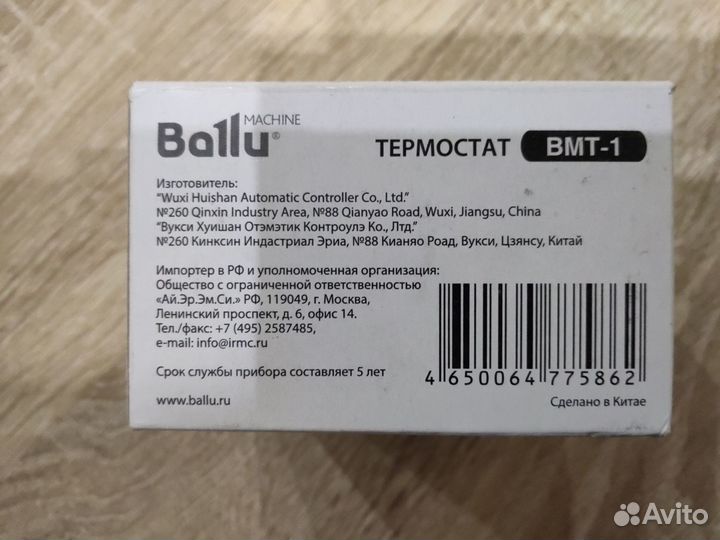 MACHINE
Ballu®
ТЕРМОСТАТ BMT-1
Изготовитель:
"Wuxi Huishan Automatic Controller Co., Ltd."
№260 Qinxin Industry Area, №88 Qianyao Road, Wuxi, Jiangsu, China
"Вукси Хуишан Отэмэтик Контроулэ Ко., Лтд."
№260 Кинксин Индастриал Эриа, №88 Кианяо Роад, Вукси, Цзянсу, Китай
Импортер в РФ и уполномоченная организация:
Общество с ограниченной ответственностью
«Ай.Эр.Эм.Си.» РФ, 119049, г. Москва,
Ленинский проспект, д. 6, офис 14.
Тел./факс: +7 (495) 2587485,
e-mail: info@irmc.ru
Срок службы прибора составляет 5 лет
4 650064 775862
www.ballu.ru
Сделано в Китае
Avito